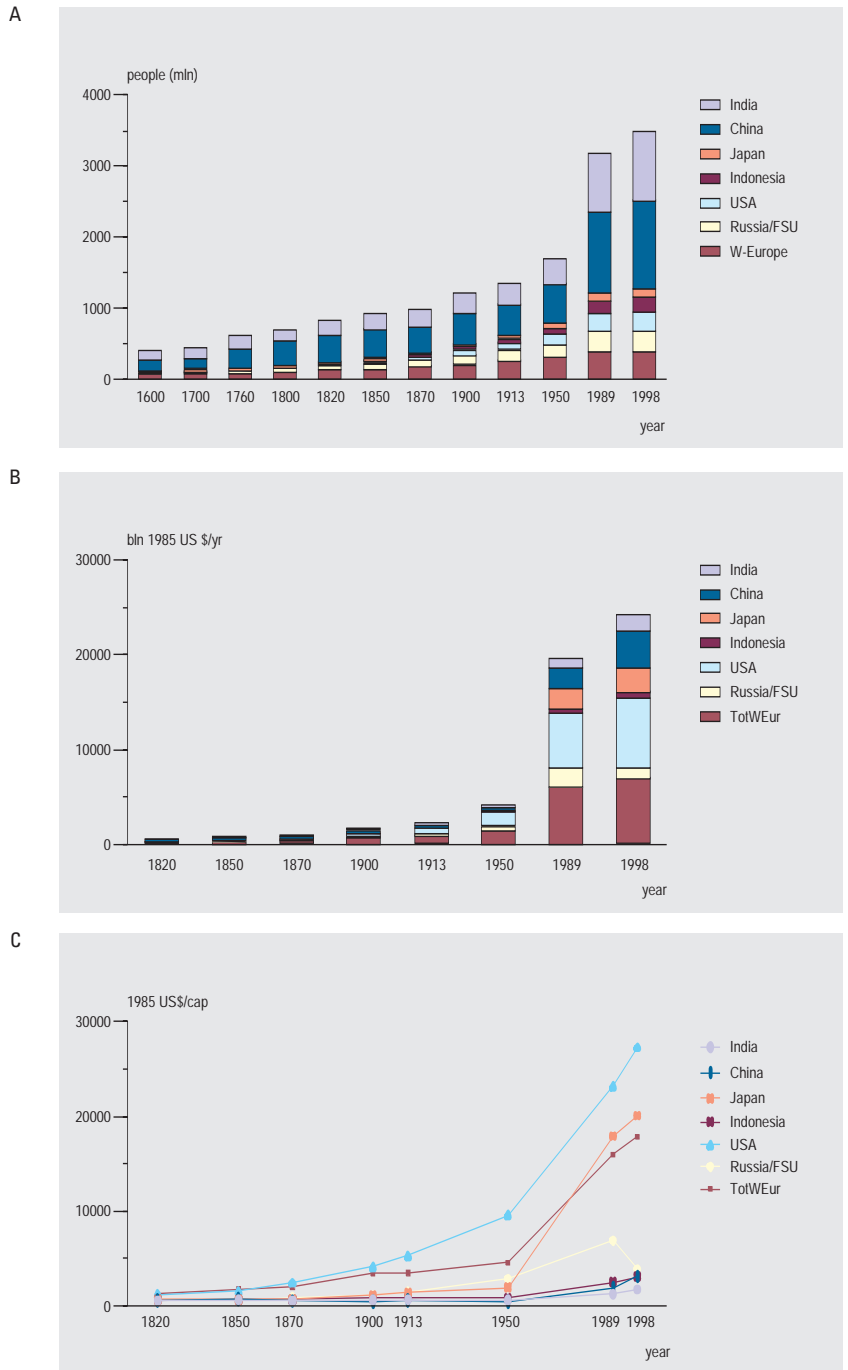 A
people (mln)
4000
3000
2000
1000
0
1600 1700 1760 1800 1820 1850 1870 1900 1913 1950 1989 1998
year
India
China
Japan
Indonesia
USA
Russia/FSU
W-Europe
B
bln 1985 US $/yr
30000
20000
10000
0
1820 1850 1870 1900 1913 1950 1989 1998
year
India
China
Japan
Indonesia
USA
Russia/FSU
TotWEur
C
1985 US$/cap
30000
20000
10000
0
1820 1850 1870 1900 1913 1950 1989 1998
year
India
China
Japan
Indonesia
USA
Russia/FSU
TotWEur